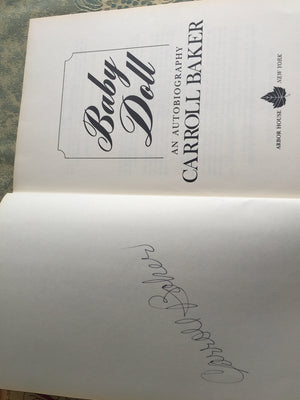 Baby
Doll
AN AUTOBIOGRAPHY
CARROLL BAKER
ARBOR HOUSE
NEW YORK
Carroll Baker